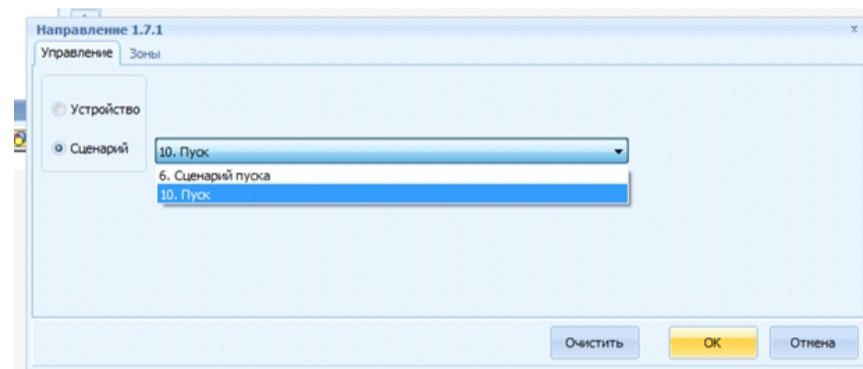 Направление 1.7.1
x
Управление Зоны
Устройство
Сценарий 10. Пуск
6. Сценарий пуска
10. Пуск
Очистить OK Отмена